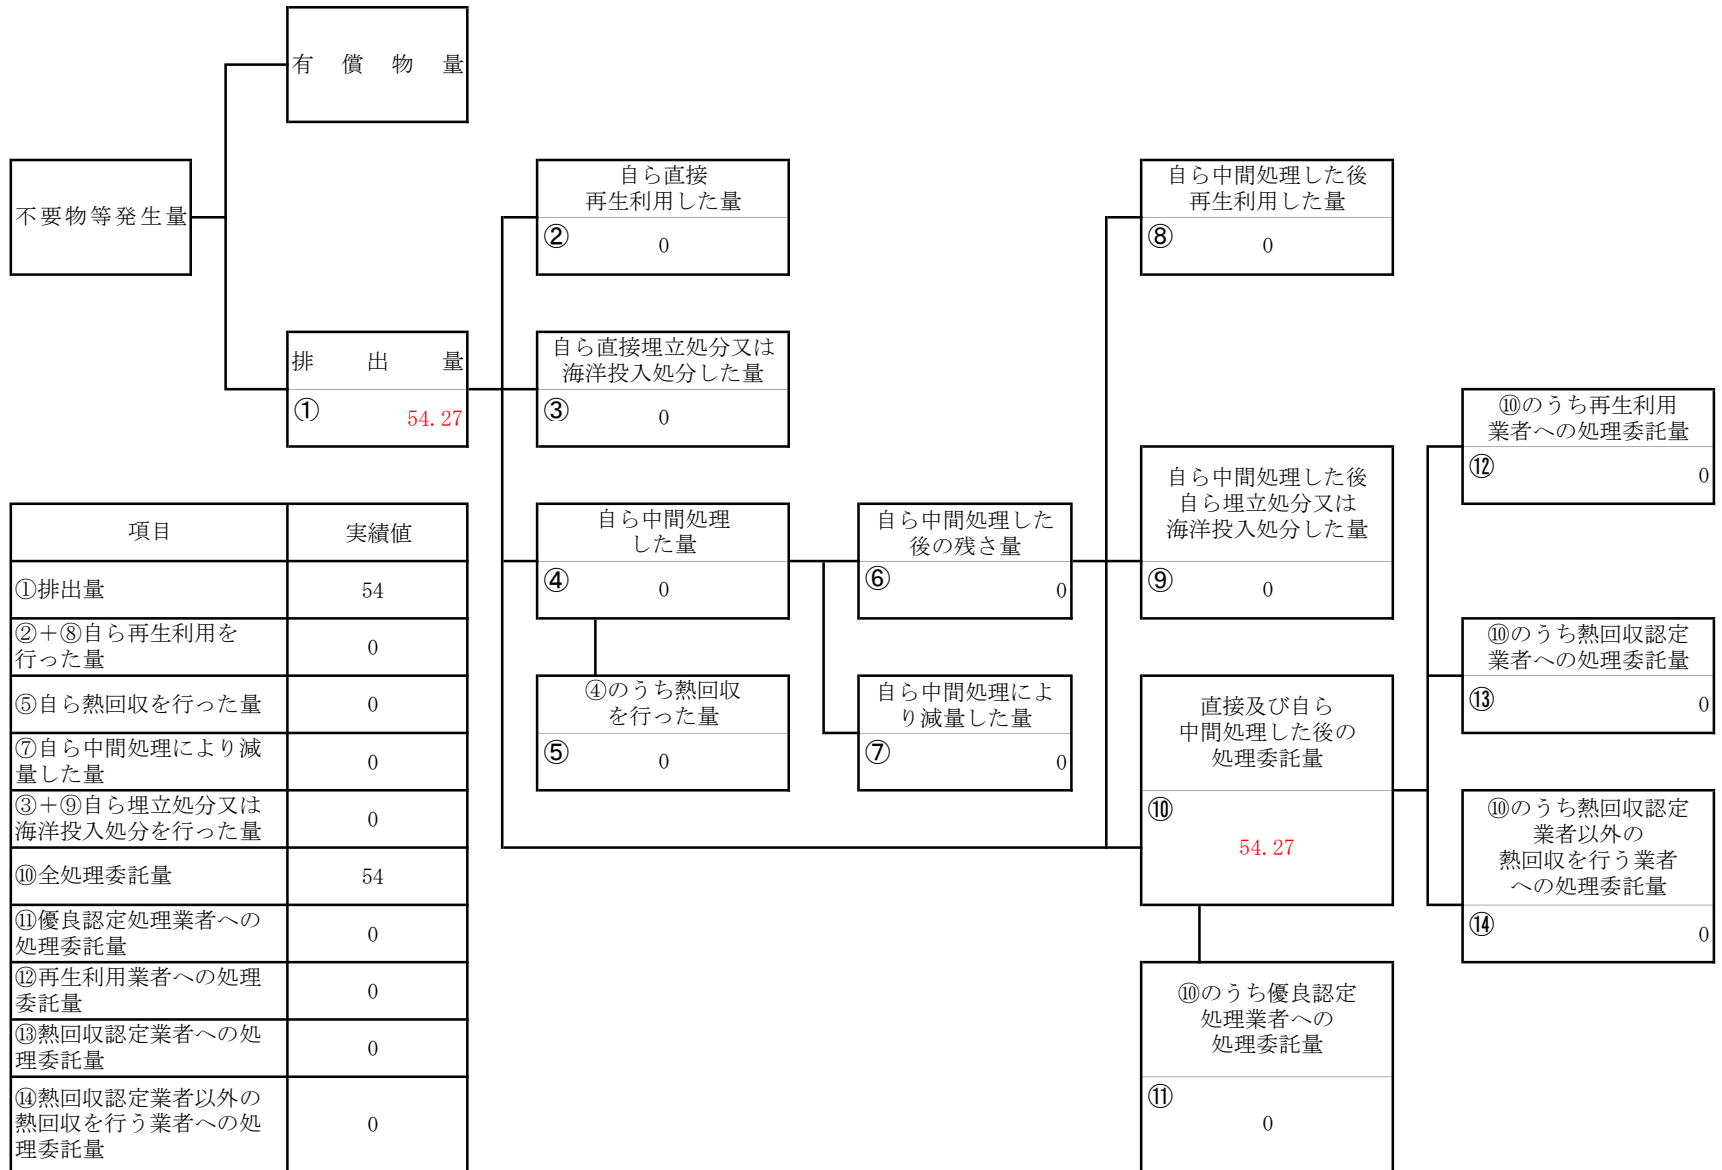 有償物量
不要物等発生量
排出量
①
54.27
自ら直接
再生利用した量
②
0
自ら直接埋立処分又は
海洋投入処分した量
③
0
自ら中間処理
した量
④
0
④のうち熱回収
を行った量
⑤
0
自ら中間処理した
後の残さ量
⑥
0
自ら中間処理によ
り減量した量
⑦
0
自ら中間処理した後
再生利用した量
⑧
0
自ら中間処理した後
自ら埋立処分又は
海洋投入処分した量
⑨
0
直接及び自ら
中間処理した後の
処理委託量
⑩
54.27
⑩のうち優良認定
処理業者への
処理委託量
⑪
0
⑩のうち再生利用
業者への処理委託量
⑫
0
⑩のうち熱回収認定
業者への処理委託量
⑬
0
⑩のうち熱回収認定
業者以外の
熱回収を行う業者
への処理委託量
⑭
0
項目 実績値
①排出量 54
②+⑧自ら再生利用を
行った量 0
⑤自ら熱回収を行った量 0
⑦自ら中間処理により減
量した量 0
③+⑨自ら埋立処分又は
海洋投入処分を行った量 0
⑩全処理委託量 54
⑪優良認定処理業者への
処理委託量 0
⑫再生利用業者への処理
委託量 0
⑬熱回収認定業者への処
理委託量 0
⑭熱回収認定業者以外の
熱回収を行う業者への処
理委託量 0